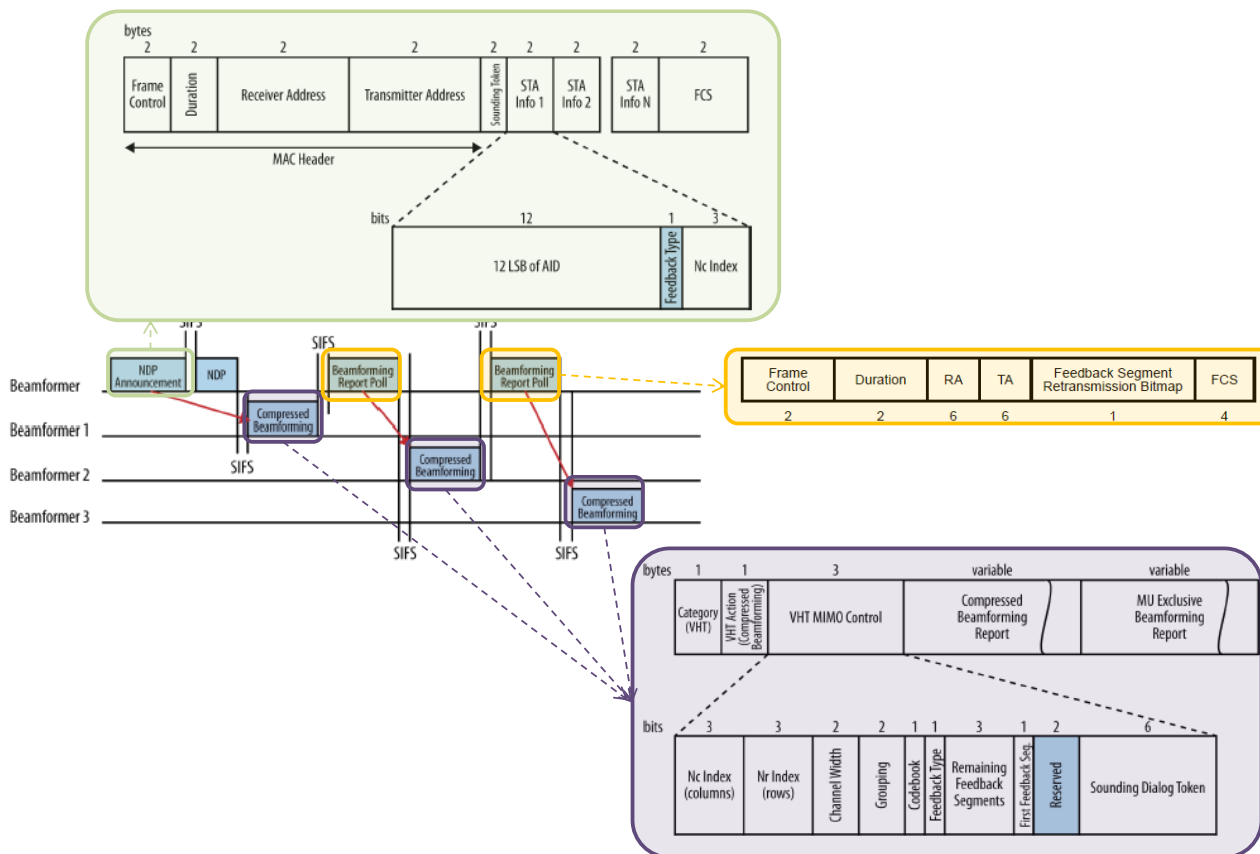 bytes
2 2 2 2 2 2 2 2 2
Frame
Control
Duration
Receiver Address
Transmitter Address
Sounding Token
STA
Info 1
STA
Info 2
STA
Info N
FCS
MAC Header
bits
12 1 3
12 LSB of AID
Feedback Type
Nc Index
SIFS
SIFS
SIFS
Beamformer
NDP
Announcement
NDP
Beamforming
Report Poll
Beamforming
Report Poll
Beamformer 1
Compressed
Beamforming
SIFS
Beamformer 2
Compressed
Beamforming
Beamformer 3
Compressed
Beamforming
SIFS
SIFS
Frame
Control
Duration
RA
TA
Feedback Segment
Retransmission Bitmap
FCS
2 2 6 6 1 4
bytes
1 1 3 variable variable
Category
(VHT)
VHT Action
(Compressed
Beamforming)
VHT MIMO Control
Compressed
Beamforming
Report
MU Exclusive
Beamforming
Report
bits
3 3 2 2 1 1 3 1 2 6
Nc Index
(columns)
Nr Index
(rows)
Channel Width
Grouping
Codebook
Feedback Type
Remaining
Feedback
Segments
First Feedback Seg.
Reserved
Sounding Dialog Token